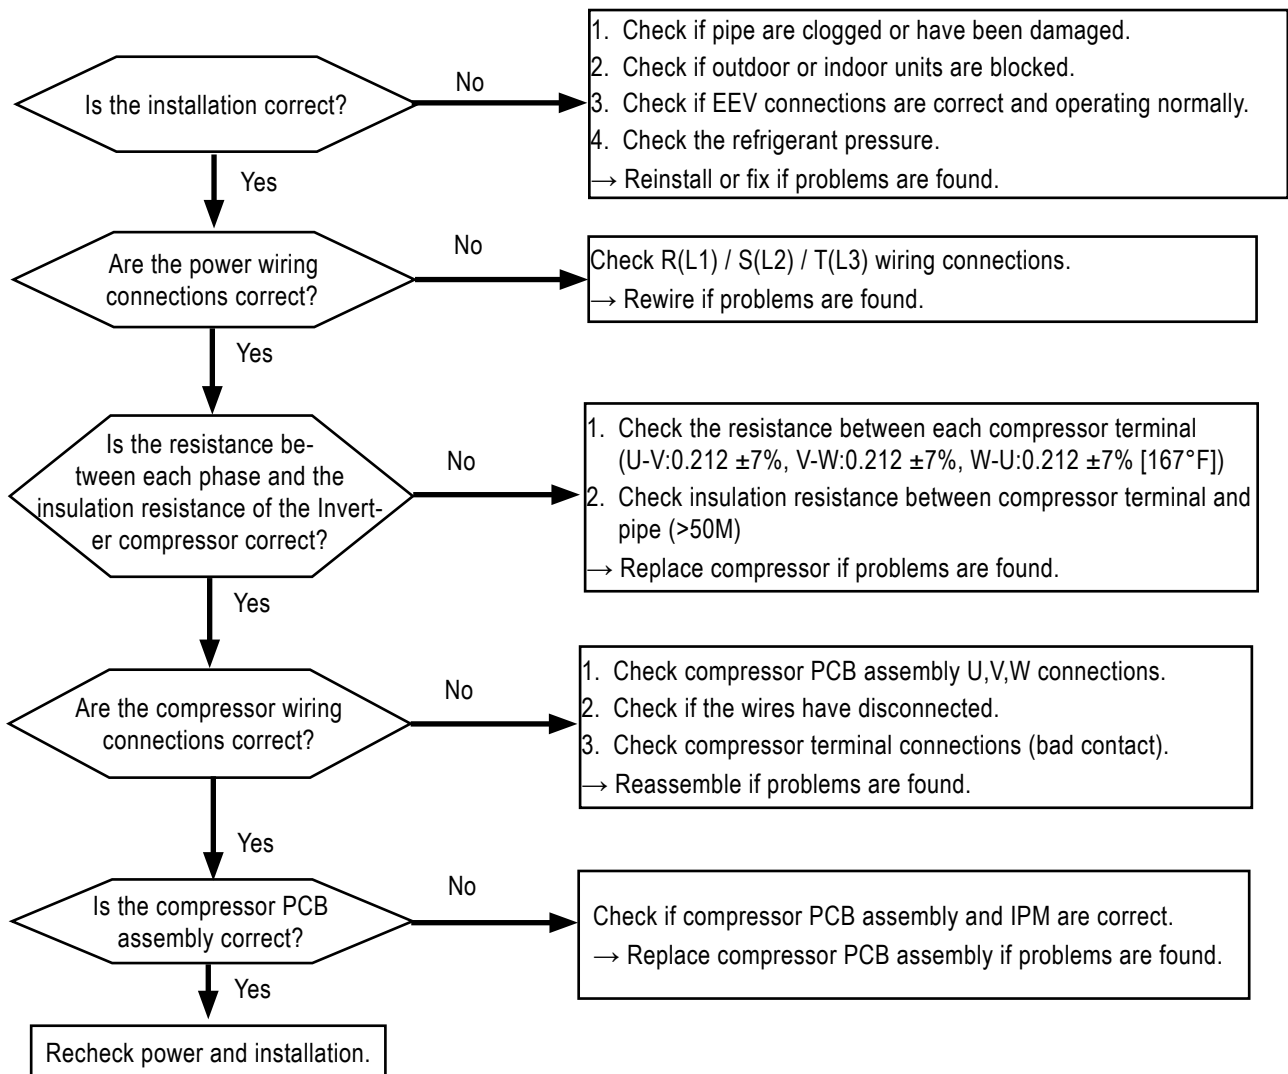 Is the installation correct?
No
1. Check if pipe are clogged or have been damaged.
2. Check if outdoor or indoor units are blocked.
3. Check if EEV connections are correct and operating normally.
4. Check the refrigerant pressure.
→ Reinstall or fix if problems are found.
Yes
Are the power wiring
connections correct?
No
Check R(L1) / S(L2) / T(L3) wiring connections.
→ Rewire if problems are found.
Yes
Is the resistance be-
tween each phase and the
insulation resistance of the Invert-
er compressor correct?
No
1. Check the resistance between each compressor terminal
(U-V:0.212 ±7%, V-W:0.212 ±7%, W-U:0.212 ±7% [167°F])
2. Check insulation resistance between compressor terminal and
pipe (>50M)
→ Replace compressor if problems are found.
Yes
Are the compressor wiring
connections correct?
No
1. Check compressor PCB assembly U,V,W connections.
2. Check if the wires have disconnected.
3. Check compressor terminal connections (bad contact).
→ Reassemble if problems are found.
Yes
Is the compressor PCB
assembly correct?
No
Check if compressor PCB assembly and IPM are correct.
→ Replace compressor PCB assembly if problems are found.
Yes
Recheck power and installation.